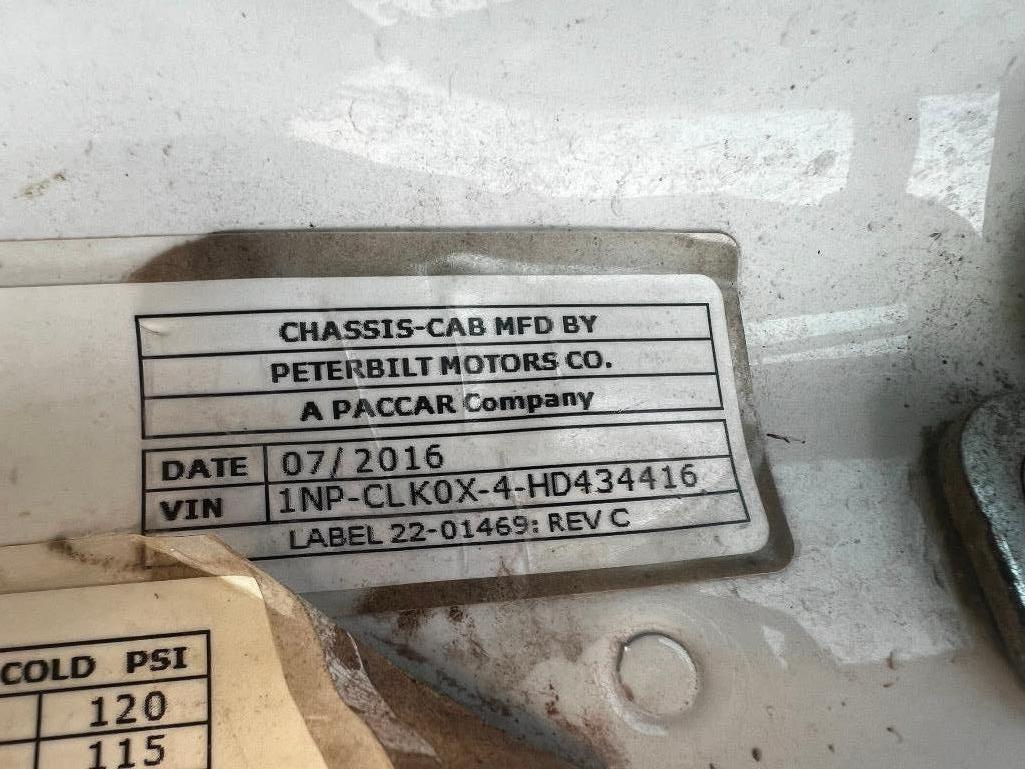 CHASSIS-CAB MFD BY
PETERBILT MOTORS CO.
A PACCAR Company
DATE 07/2016
VIN 1NP-CLK0X-4-HD434416
LABEL 22-01469: REV C
COLD PSI
120
115